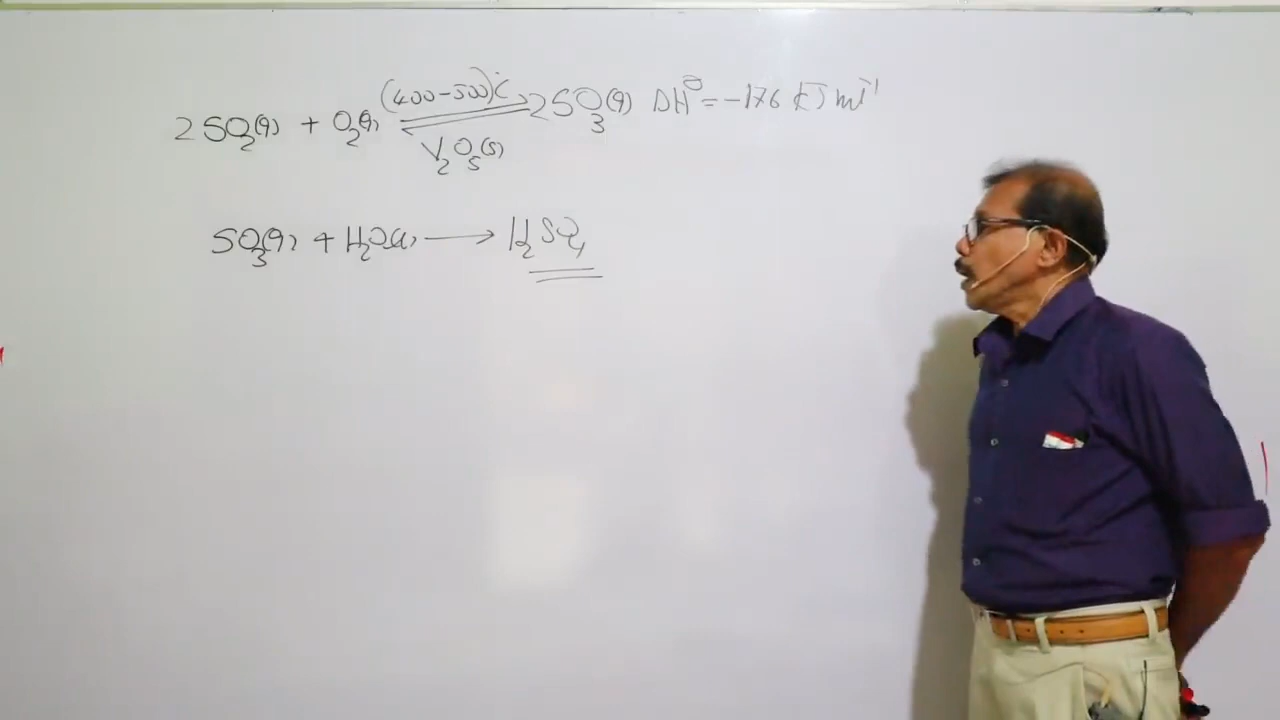 2SO₂(g) + O₂(g) ⇌ (400-500)°C V₂O₅(s) 2SO₃(g) ΔH⊖ = -176 kJ mol⁻¹
SO₃(g) + H₂O(l) ⟶ H₂SO₄